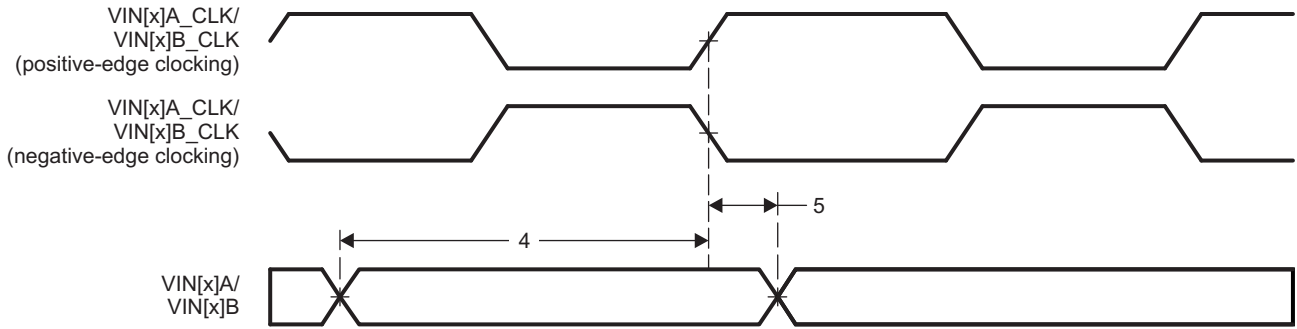 VIN[x]A_CLK/
VIN[x]B_CLK
(positive-edge clocking)
VIN[x]A_CLK/
VIN[x]B_CLK
(negative-edge clocking)
5
4
VIN[x]A/
VIN[x]B